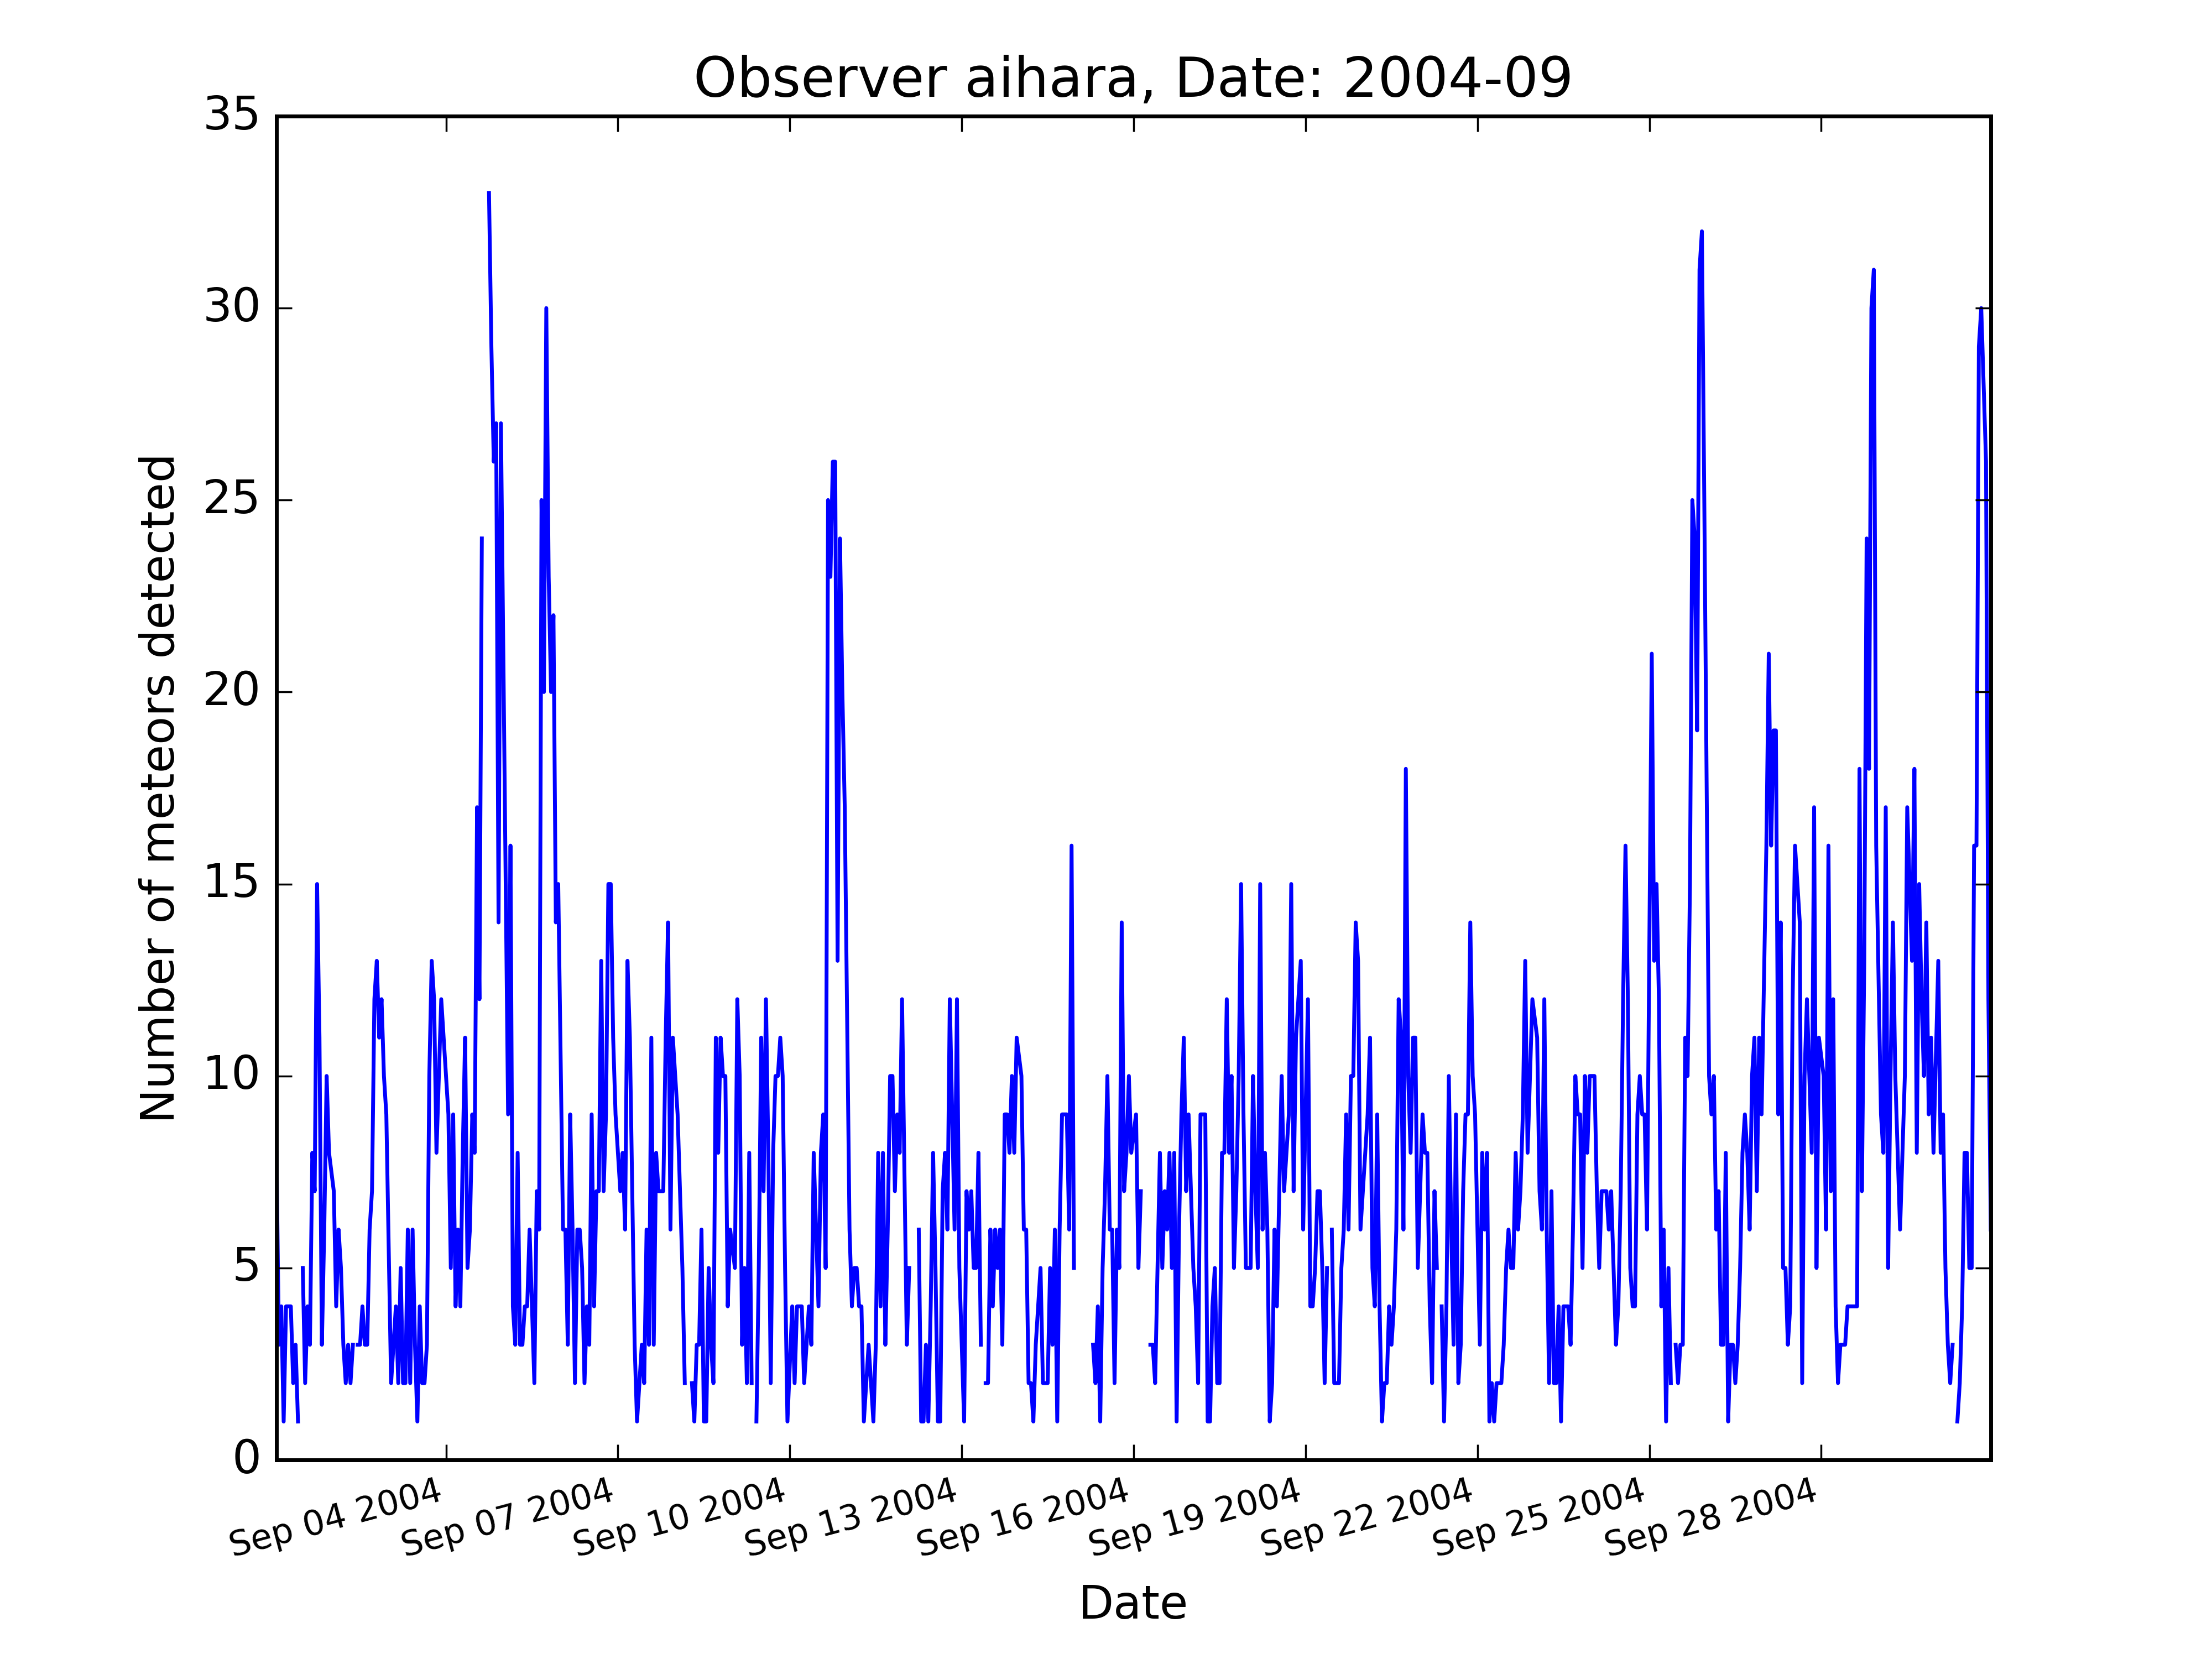 Observer aihara, Date: 2004-09
35
30
25
20
15
10
5
0
Number of meteors detected
Sep 04 2004
Sep 07 2004
Sep 10 2004
Sep 13 2004
Sep 16 2004
Sep 19 2004
Sep 22 2004
Sep 25 2004
Sep 28 2004
Date